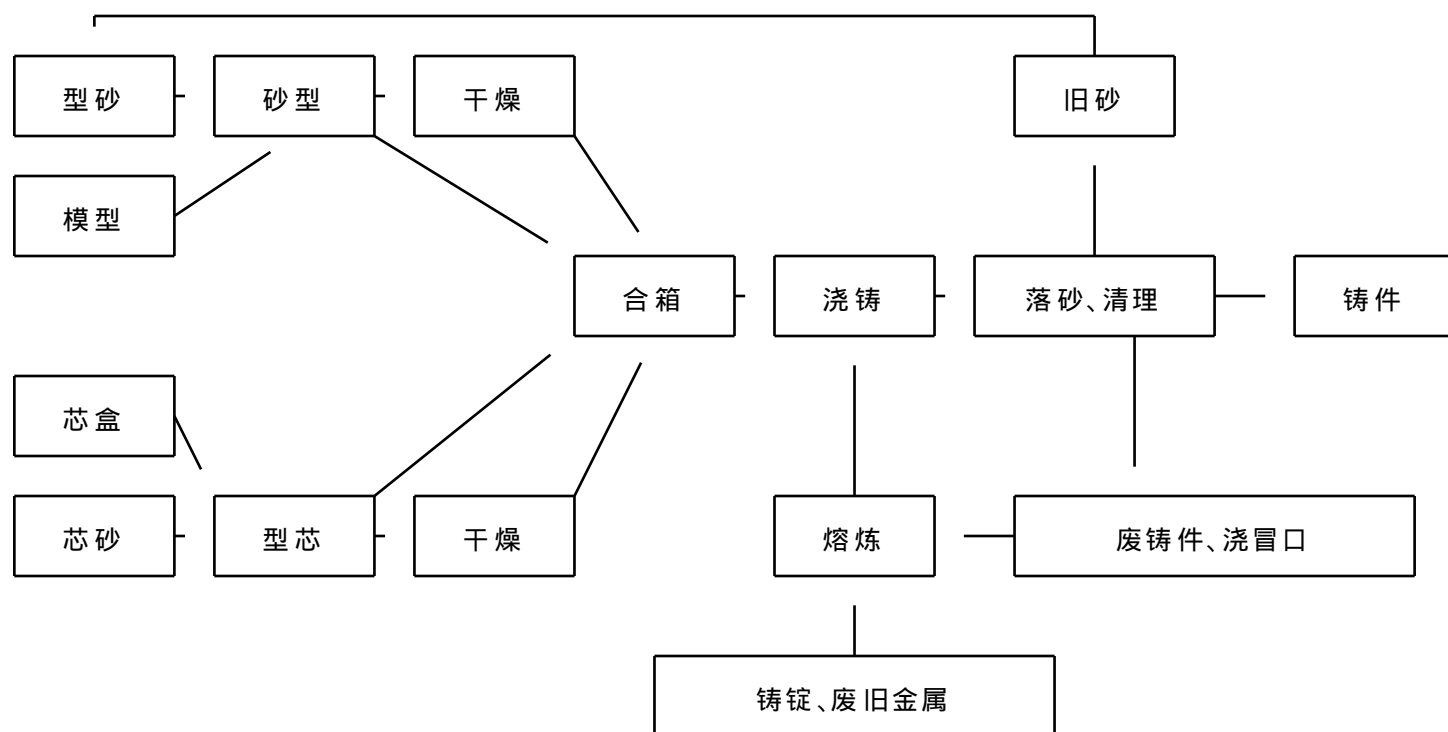 型砂
砂型
干燥
旧砂
模型
合箱
浇铸
落砂、清理
铸件
芯盒
芯砂
型芯
干燥
熔炼
废铸件、浇冒口
铸锭、废旧金属